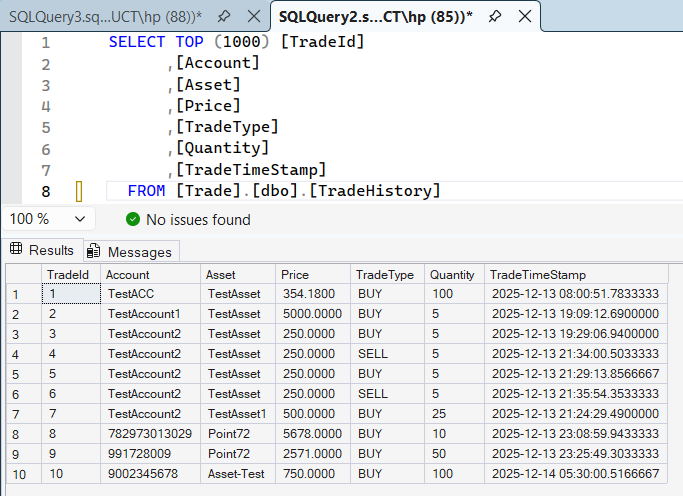 SQLQuery3.sq...UCT\hp (88))* SQLQuery2.s...CT\hp (85))*
1 SELECT TOP (1000) [TradeId]
2 ,[Account]
3 ,[Asset]
4 ,[Price]
5 ,[TradeType]
6 ,[Quantity]
7 ,[TradeTimeStamp]
8 FROM [Trade].[dbo].[TradeHistory]
100 % No issues found
Results Messages
TradeId Account Asset Price TradeType Quantity TradeTimeStamp
1 1 TestACC TestAsset 354.1800 BUY 100 2025-12-13 08:00:51.7833333
2 2 TestAccount1 TestAsset 5000.0000 BUY 5 2025-12-13 19:09:12.6900000
3 3 TestAccount2 TestAsset 250.0000 BUY 5 2025-12-13 19:29:06.9400000
4 4 TestAccount2 TestAsset 250.0000 SELL 5 2025-12-13 21:34:00.5033333
5 5 TestAccount2 TestAsset 250.0000 BUY 5 2025-12-13 21:29:13.8566667
6 6 TestAccount2 TestAsset 250.0000 SELL 5 2025-12-13 21:35:54.3533333
7 7 TestAccount2 TestAsset1 500.0000 BUY 25 2025-12-13 21:24:29.4900000
8 8 782973013029 Point72 5678.0000 BUY 10 2025-12-13 23:08:59.9433333
9 9 991728009 Point72 2571.0000 BUY 50 2025-12-13 23:25:49.3033333
10 10 9002345678 Asset-Test 750.0000 BUY 100 2025-12-14 05:30:00.5166667